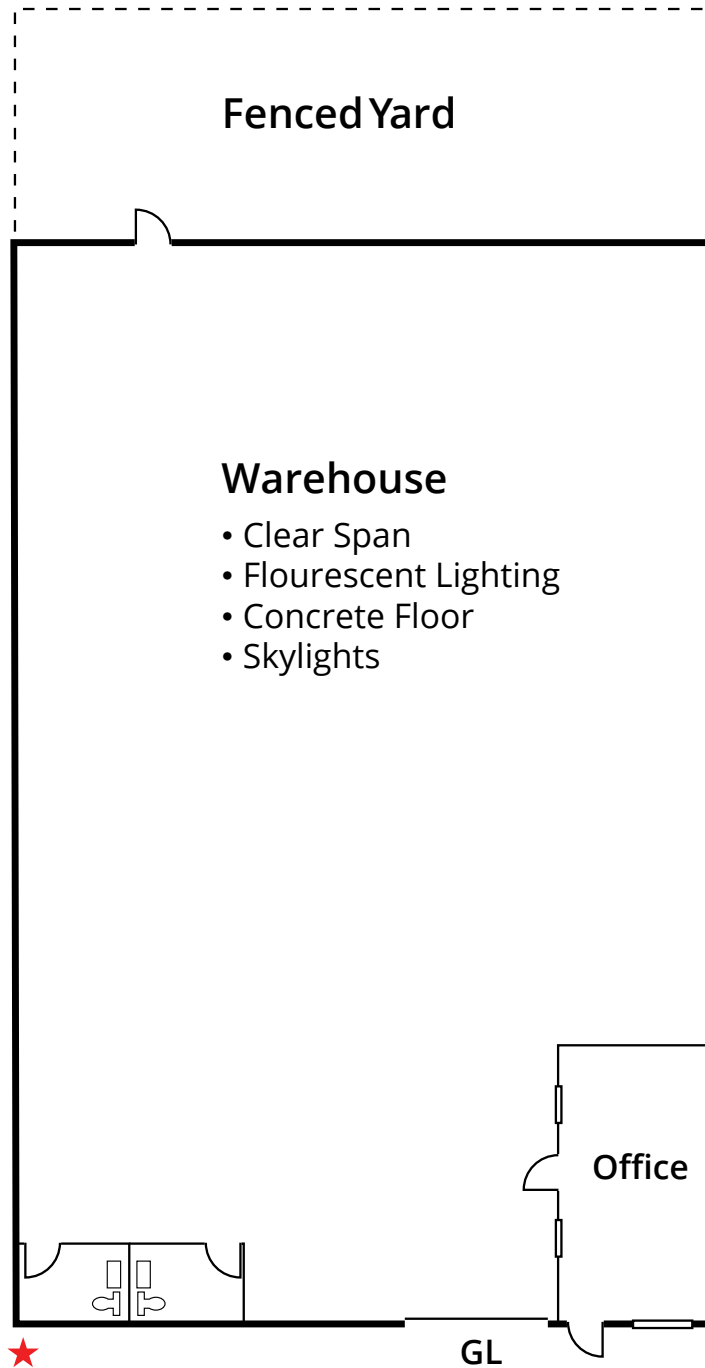 Fenced Yard
Warehouse
• Clear Span
• Flourescent Lighting
• Concrete Floor
• Skylights
Office
GL